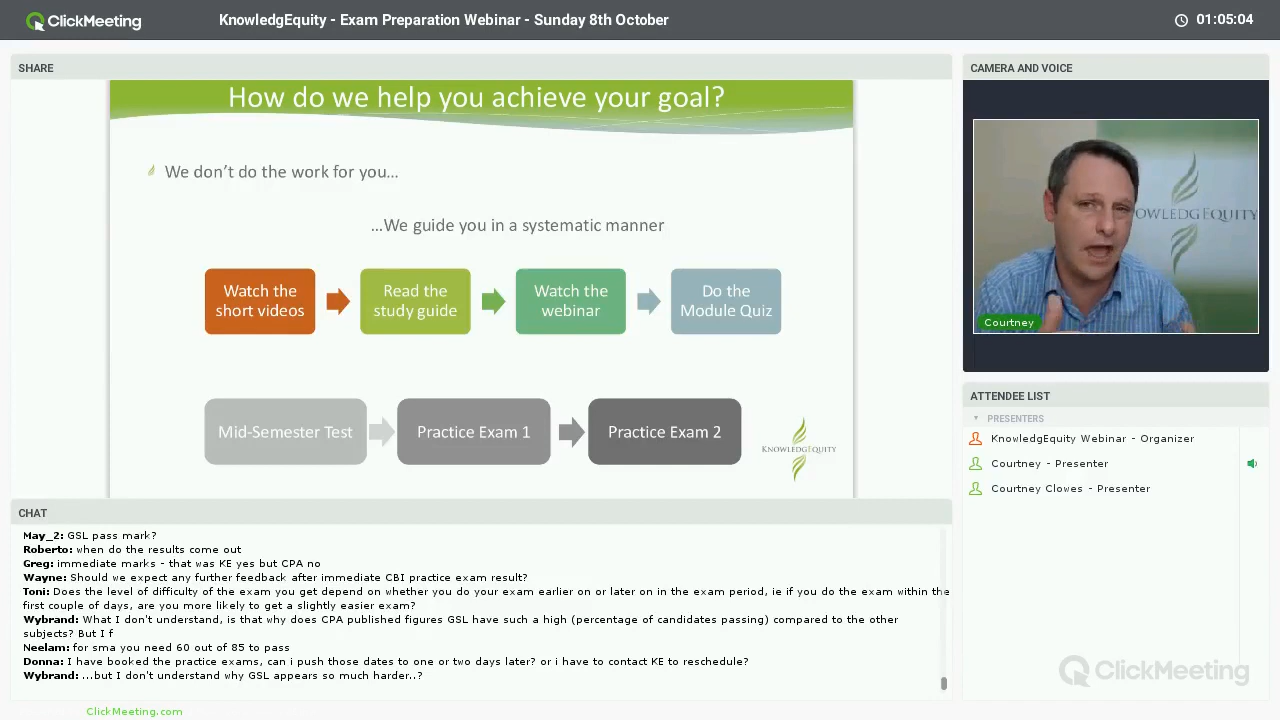 ClickMeeting
KnowledgEquity - Exam Preparation Webinar - Sunday 8th October
01:05:04
SHARE
How do we help you achieve your goal?
We don't do the work for you...
...We guide you in a systematic manner
Watch the
short videos
Read the
study guide
Watch the
webinar
Do the
Module Quiz
Mid-Semester Test
Practice Exam 1
Practice Exam 2
KNOWLEDGEQUITY
CAMERA AND VOICE
OWLEDGEQUITY
Courtney
ATTENDEE LIST
PRESENTERS
KnowledgEquity Webinar - Organizer
Courtney - Presenter
Courtney Clowes - Presenter
CHAT
May_2: GSL pass mark?
Roberto: when do the results come out
Greg: immediate marks - that was KE yes but CPA no
Wayne: Should we expect any further feedback after immediate CBI practice exam result?
Toni: Does the level of difficulty of the exam you get depend on whether you do your exam earlier on or later on in the exam period, ie if you do the exam within the
first couple of days, are you more likely to get a slightly easier exam?
Wybrand: What I don't understand, is that why does CPA published figures GSL have such a high (percentage of candidates passing) compared to the other
subjects? But I f
Neelam: for sma you need 60 out of 85 to pass
Donna: I have booked the practice exams, can i push those dates to one or two days later? or i have to contact KE to reschedule?
Wybrand: ...but I don't understand why GSL appears so much harder..?
ClickMeeting
ClickMeeting.com